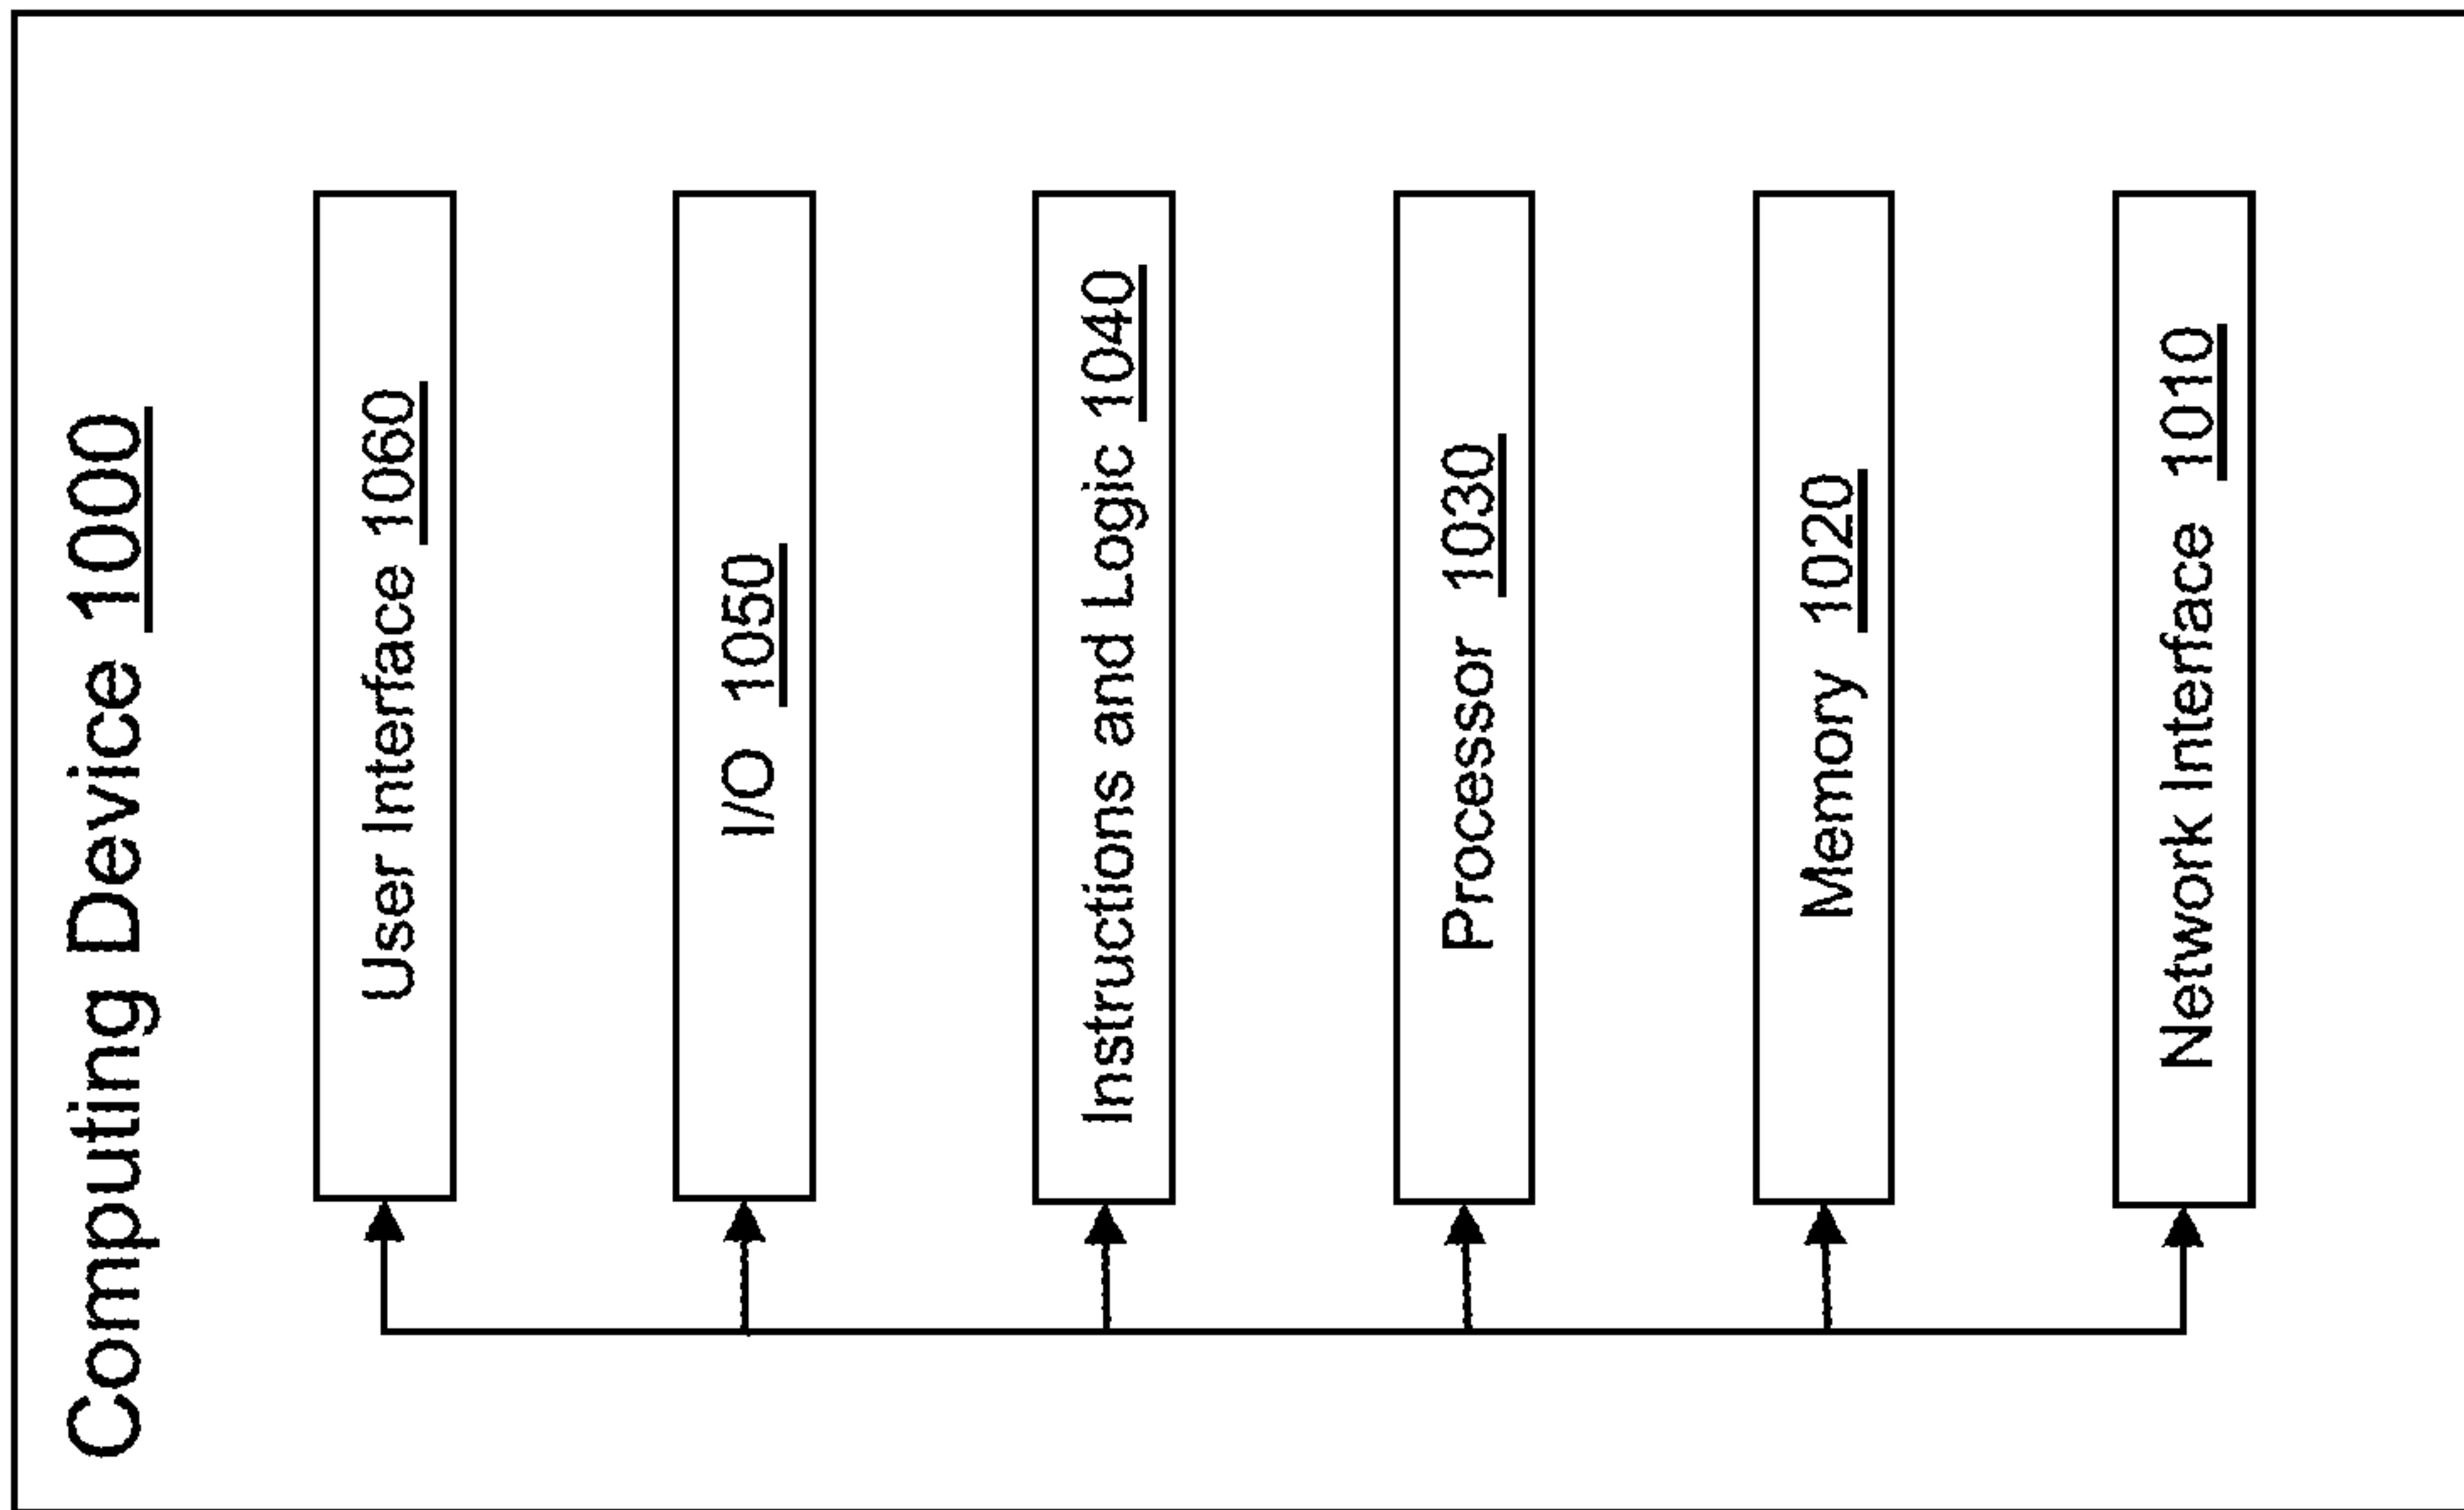 Computing Device 1000
User Interface 1060
I/O 1050
Instructions and Logic 1040
Processor 1030
Memory 1020
Network Interface 1010